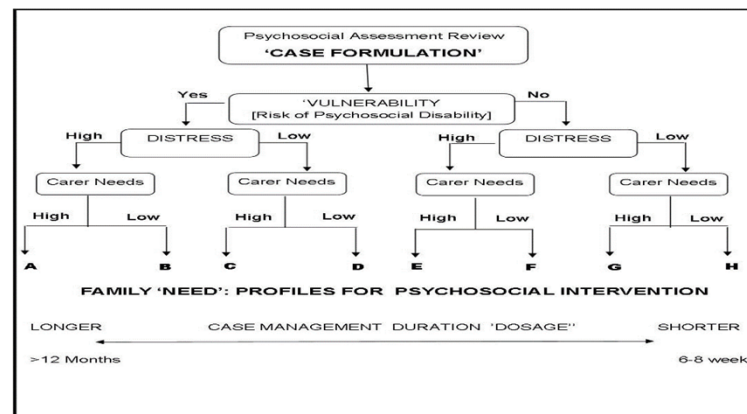 Psychosocial Assessment Review
‘CASE FORMULATION’
Yes
‘VULNERABILITY
No
[Risk of Psychosocial Disability]
High
DISTRESS
Low
High
DISTRESS
Low
Carer Needs
Carer Needs
Carer Needs
Carer Needs
High
Low
High
Low
High
Low
High
Low
A
B
C
D
E
F
G
H
FAMILY ‘NEED’: PROFILES FOR PSYCHOSOCIAL INTERVENTION
LONGER
CASE MANAGEMENT DURATION ‘DOSAGE’'
SHORTER
>12 Months
6-8 week